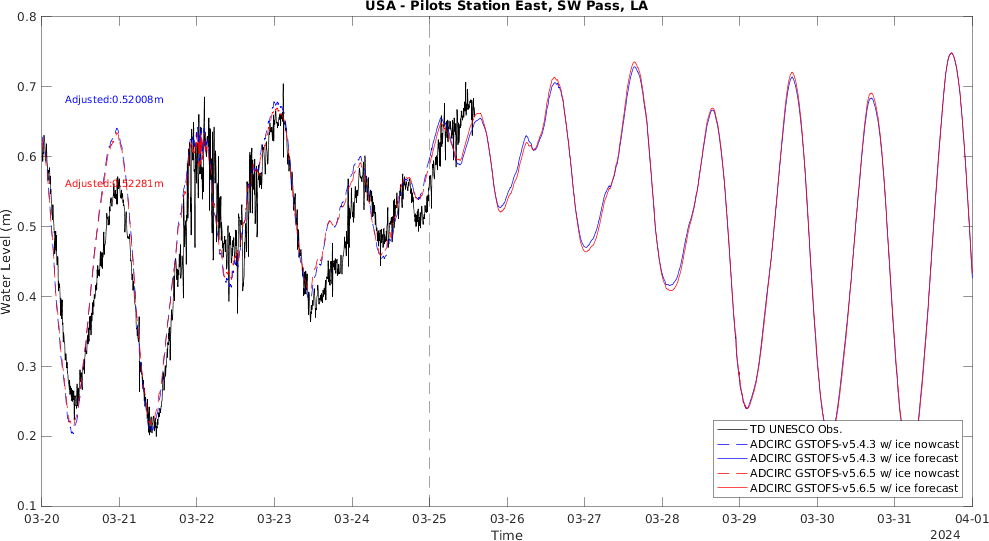 USA - Pilots Station East, SW Pass, LA
0.8
0.7
0.6
0.5
0.4
0.3
0.2
0.1
Water Level (m)
Adjusted:0.52008m
Adjusted:0.52281m
TD UNESCO Obs.
ADCIRC GSTOFS-v5.4.3 w/ ice nowcast
ADCIRC GSTOFS-v5.4.3 w/ ice forecast
ADCIRC GSTOFS-v5.6.5 w/ ice nowcast
ADCIRC GSTOFS-v5.6.5 w/ ice forecast
03-20 03-21 03-22 03-23 03-24 03-25 03-26 03-27 03-28 03-29 03-30 03-31 04-01
Time
2024